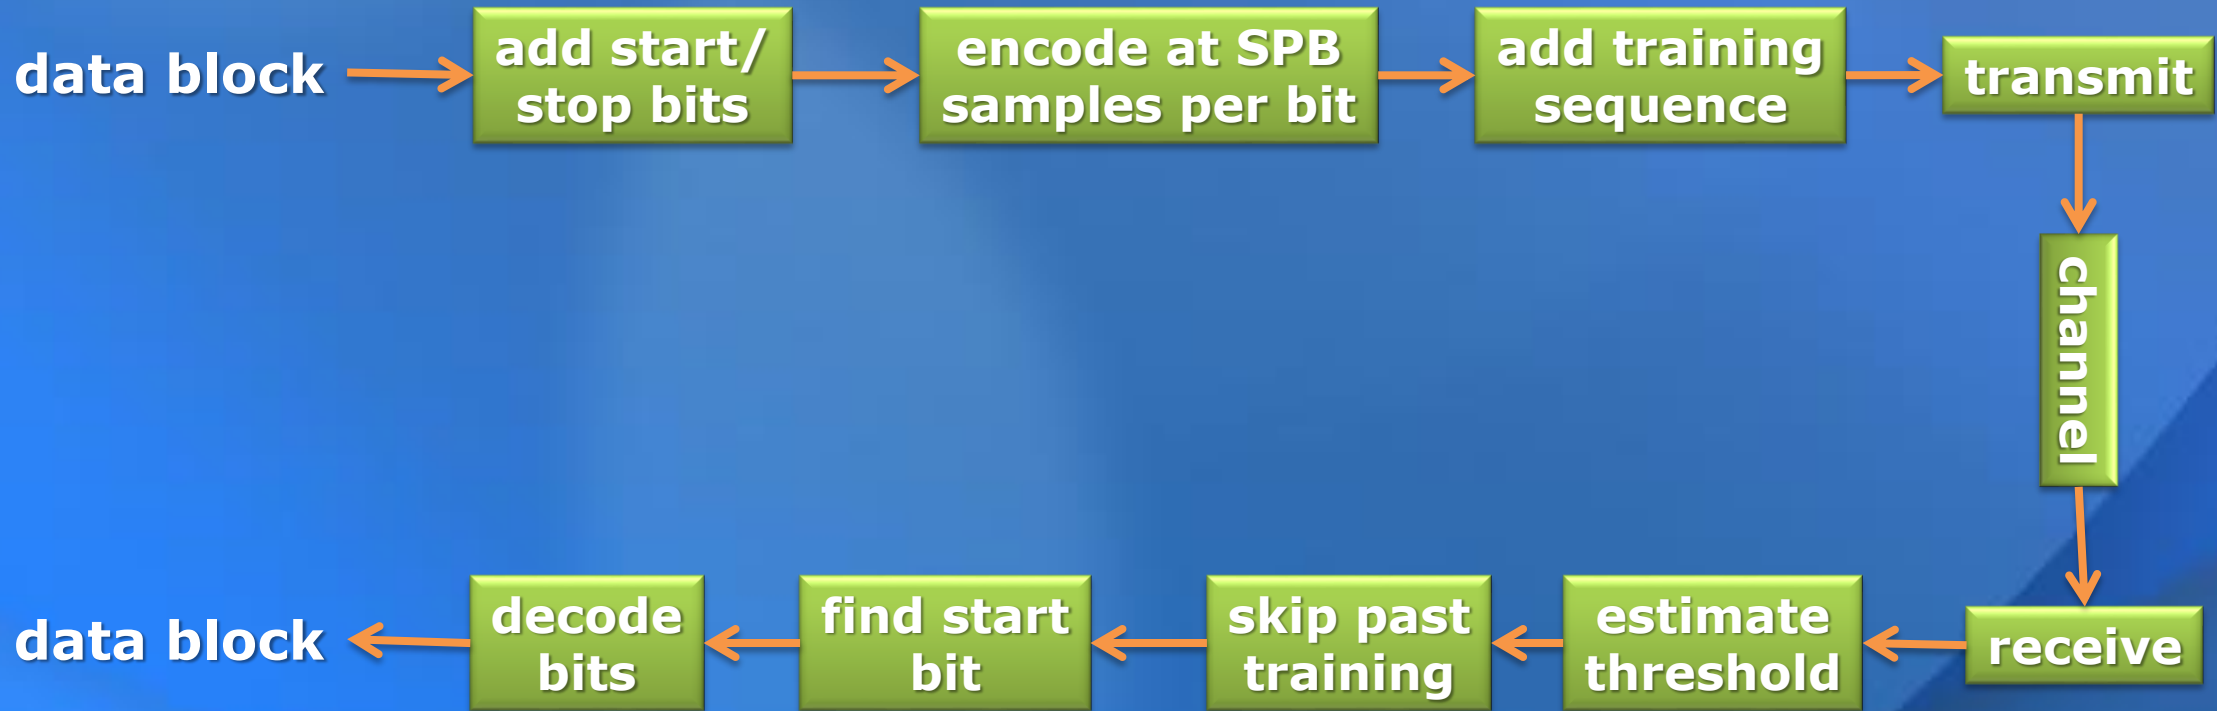 data block
add start/
stop bits
encode at SPB
samples per bit
add training
sequence
transmit
channel
receive
estimate
threshold
skip past
training
find start
bit
decode
bits
data block